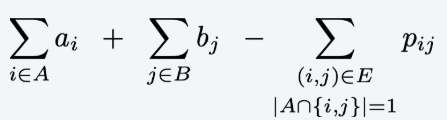 ∑_{i∈A} a_i + ∑_{j∈B} b_j − ∑_{(i,j)∈E, |A∩{i,j}|=1} p_{ij}